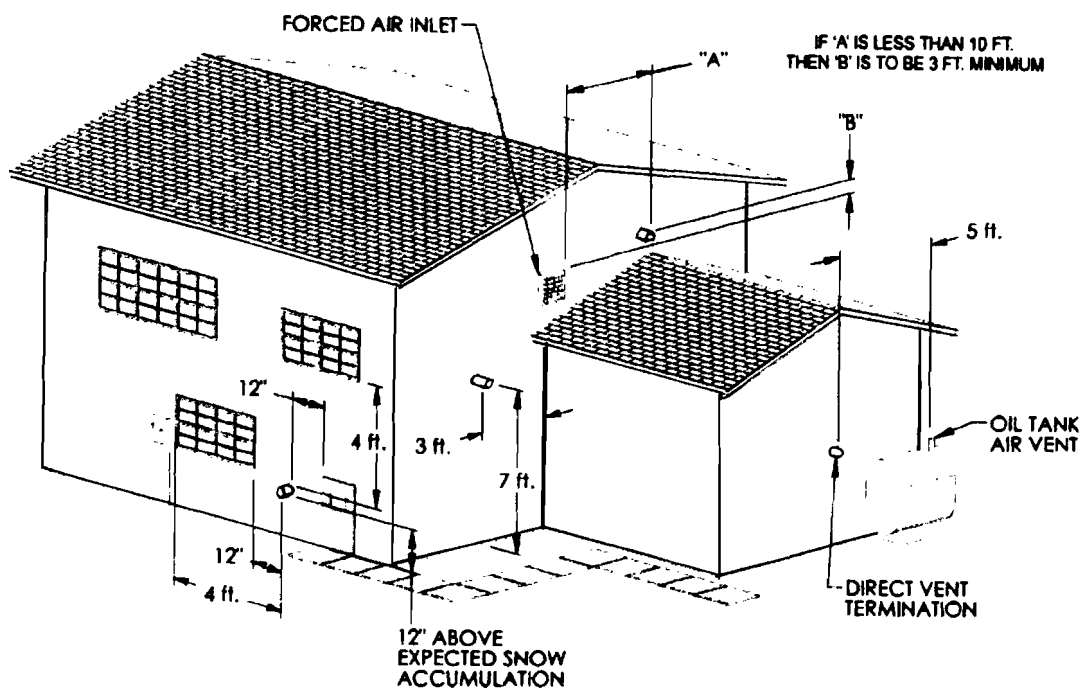 FORCED AIR INLET
"A"
IF 'A' IS LESS THAN 10 FT.
THEN 'B' IS TO BE 3 FT. MINIMUM
"B"
5 ft.
12"
4 ft.
3 ft.
7 ft.
OIL TANK
AIR VENT
12"
4 ft.
DIRECT VENT
TERMINATION
12" ABOVE
EXPECTED SNOW
ACCUMULATION